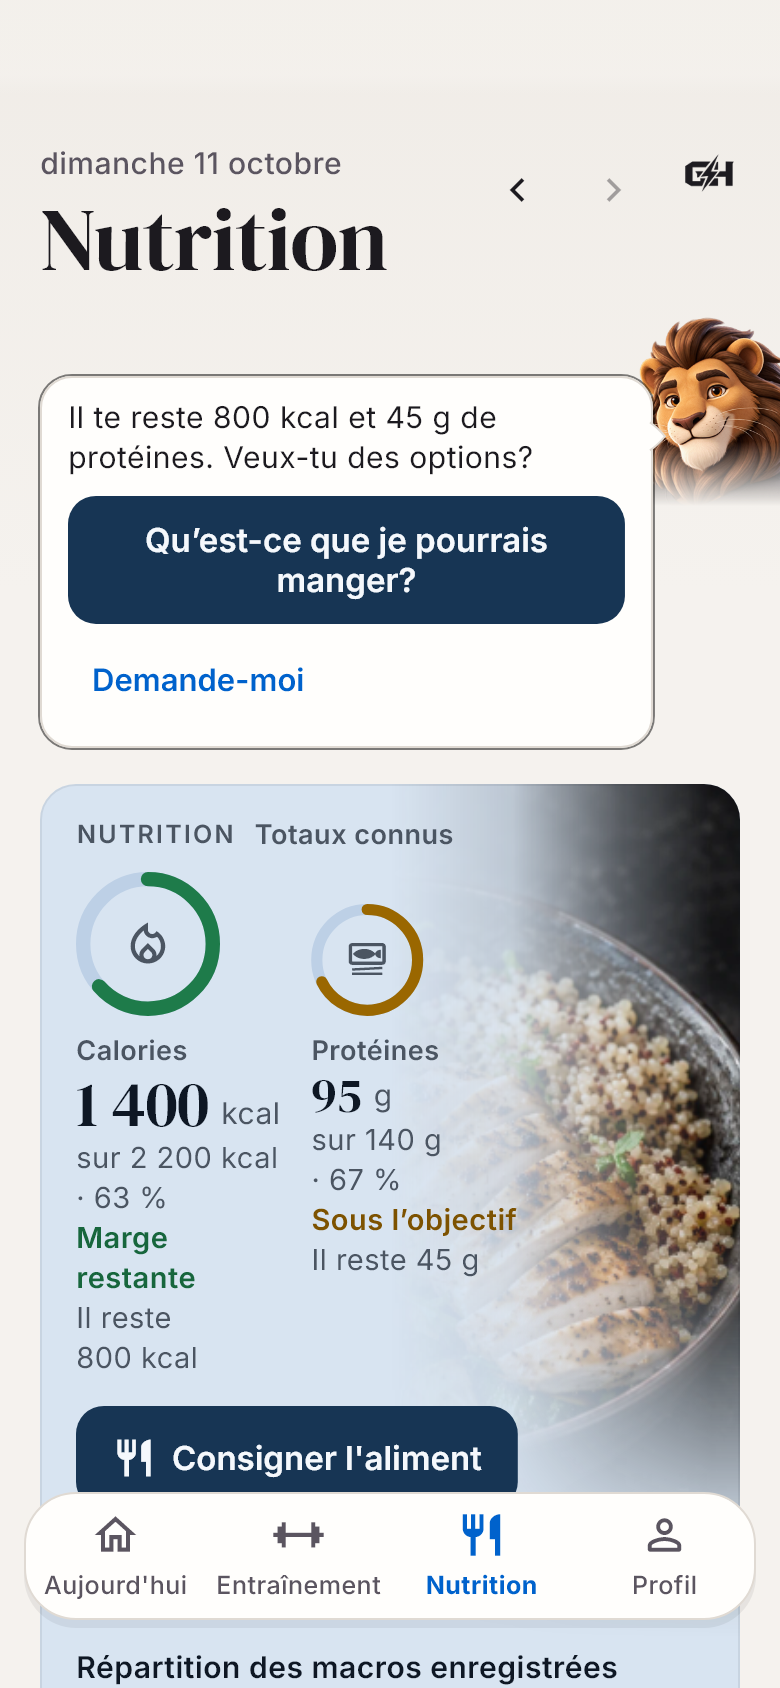 dimanche 11 octobre
Nutrition
GH
Il te reste 800 kcal et 45 g de
protéines. Veux-tu des options?
Qu’est-ce que je pourrais
manger?
Demande-moi
NUTRITION Totaux connus
Calories
1 400 kcal
sur 2 200 kcal
· 63 %
Marge
restante
Il reste
800 kcal
Protéines
95 g
sur 140 g
· 67 %
Sous l’objectif
Il reste 45 g
Consigner l'aliment
Aujourd'hui
Entraînement
Nutrition
Profil
Répartition des macros enregistrées